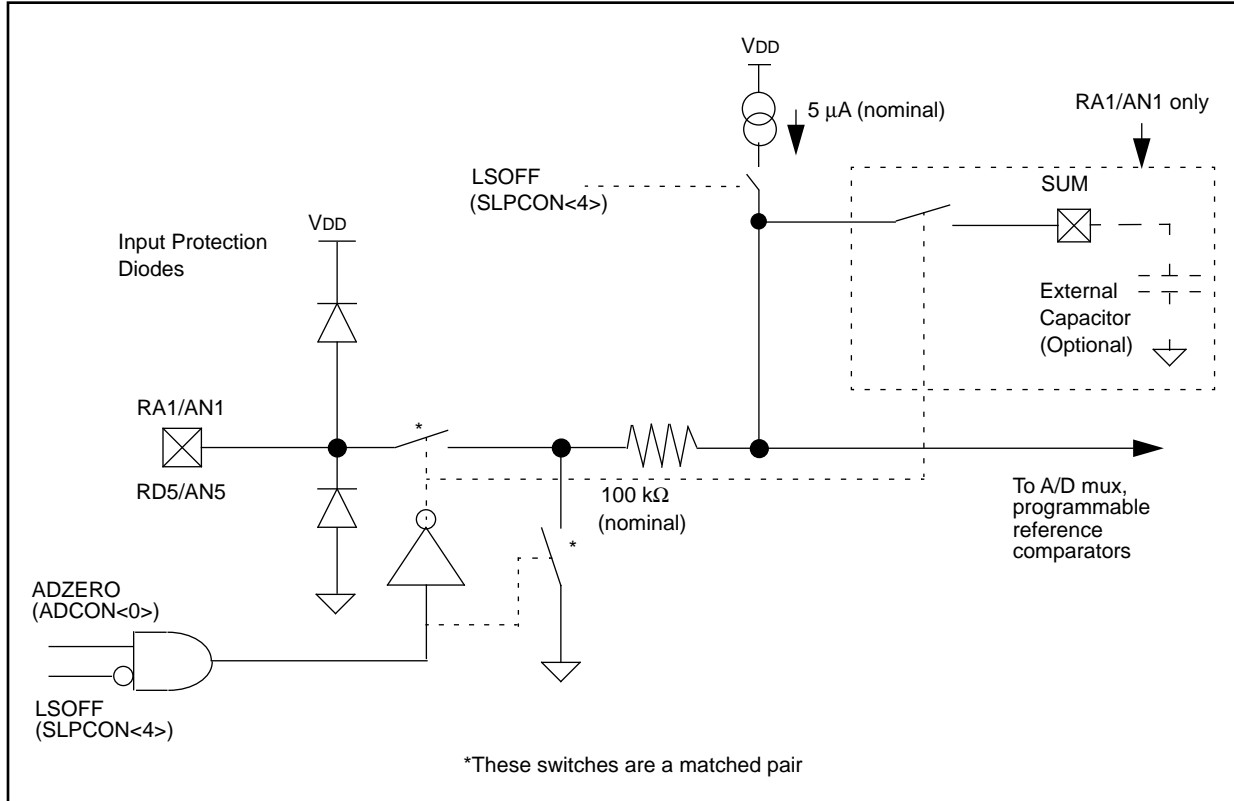 VDD
5 µA (nominal)
RA1/AN1 only
LSOFF
(SLPCON<4>)
SUM
VDD
Input Protection
Diodes
External
Capacitor
(Optional)
RA1/AN1
*
RD5/AN5
100 kΩ
(nominal)
To A/D mux,
programmable
reference
comparators
*
ADZERO
(ADCON<0>)
LSOFF
(SLPCON<4>)
*These switches are a matched pair